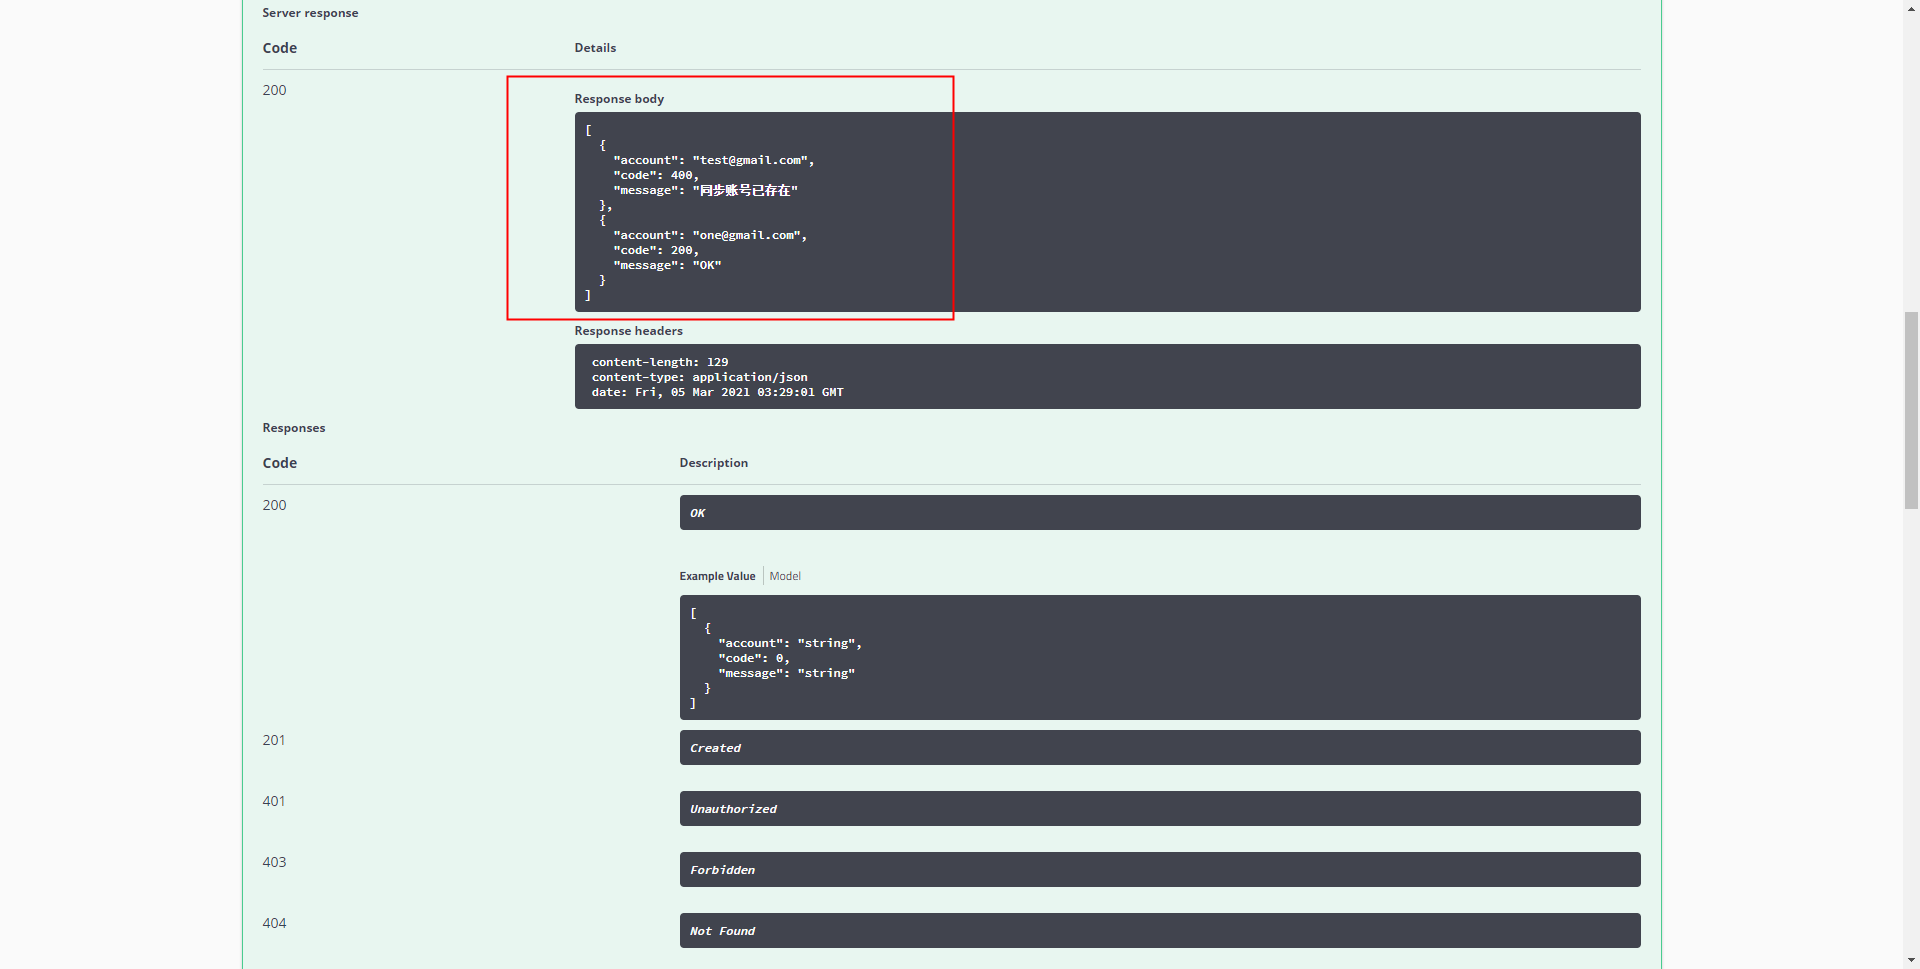 Server response
Code Details
200
Response body
[
  {
    "account": "test@gmail.com",
    "code": 400,
    "message": "同步账号已存在"
  },
  {
    "account": "one@gmail.com",
    "code": 200,
    "message": "OK"
  }
]
Response headers
content-length: 129
content-type: application/json
date: Fri, 05 Mar 2021 03:29:01 GMT
Responses
Code Description
200 OK
Example Value Model
[
  {
    "account": "string",
    "code": 0,
    "message": "string"
  }
]
201 Created
401 Unauthorized
403 Forbidden
404 Not Found